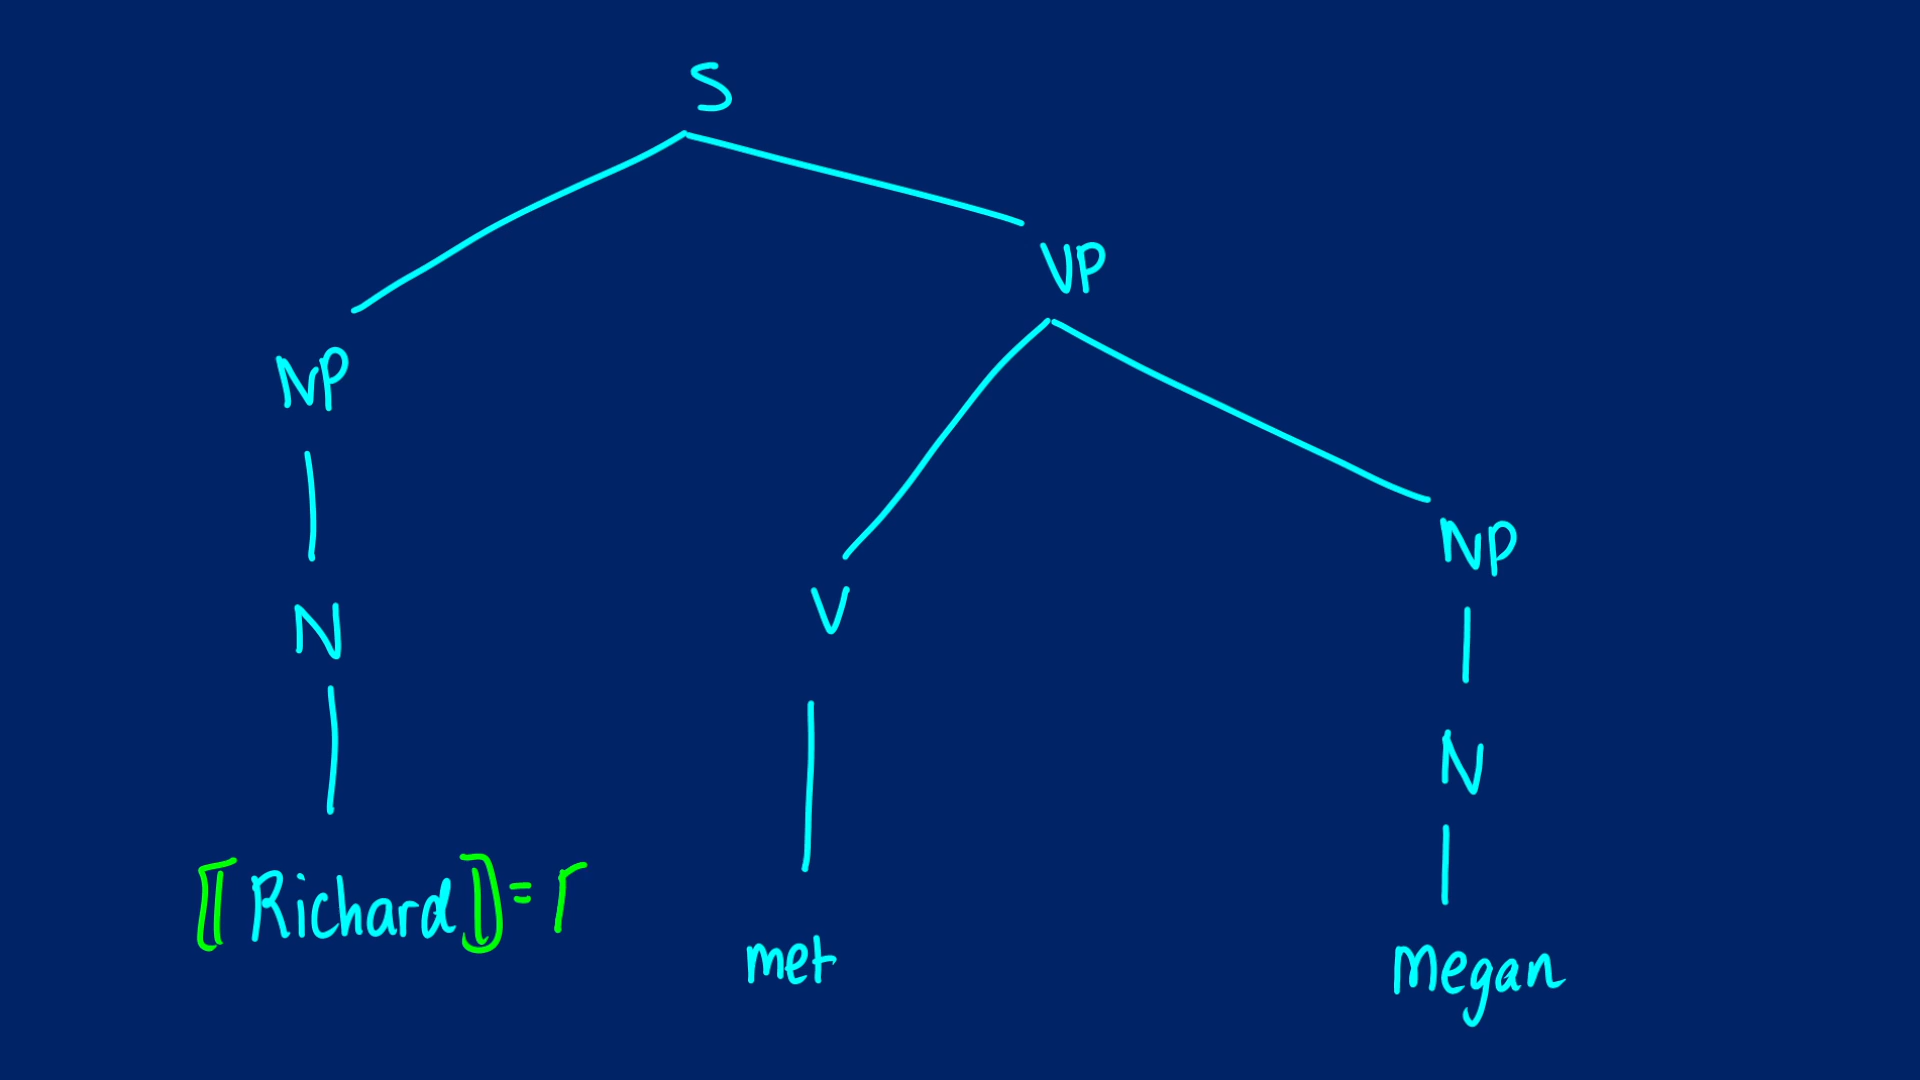 S
VP
NP
NP
V
N
N
⟦Richard⟧ = r
met
Megan